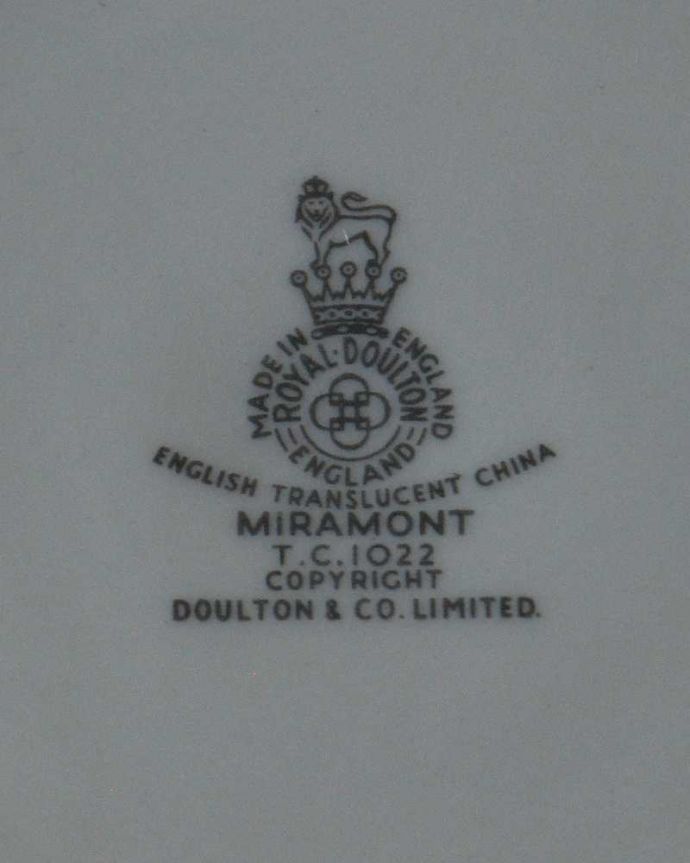 MADE IN ENGLAND
ROYAL·DOULTON
ENGLAND
ENGLISH TRANSLUCENT CHINA
MiRAMONT
T.C.1022
COPYRIGHT
DOULTON & CO. LIMITED.